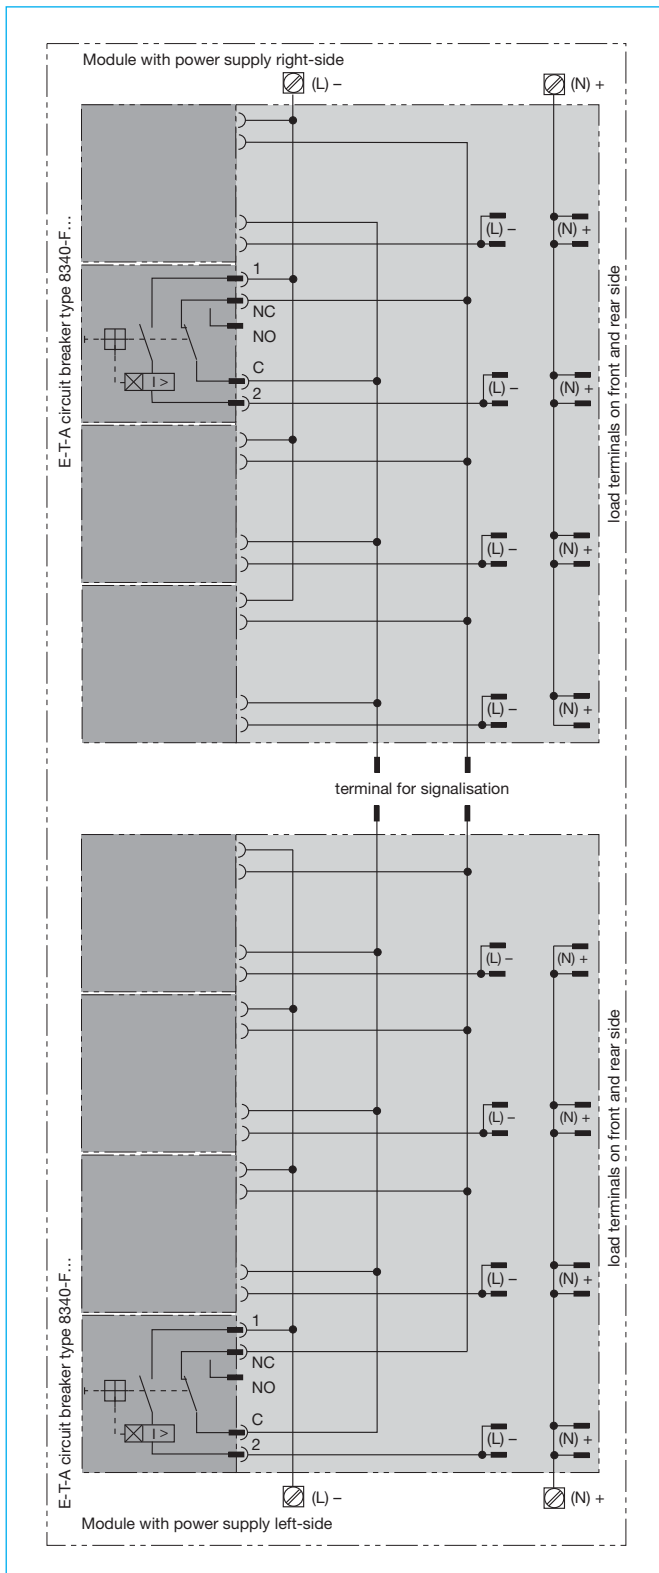 Module with power supply right-side
(L) –
(N) +
E-T-A circuit breaker type 8340-F...
load terminals on front and rear side
(L) –
(N) +
1
NC
NO
C
2
I >
(L) –
(N) +
(L) –
(N) +
(L) –
(N) +
terminal for signalisation
(L) –
(N) +
(L) –
(N) +
load terminals on front and rear side
(L) –
(N) +
E-T-A circuit breaker type 8340-F...
1
NC
NO
C
2
I >
(L) –
(N) +
(L) –
(N) +
Module with power supply left-side